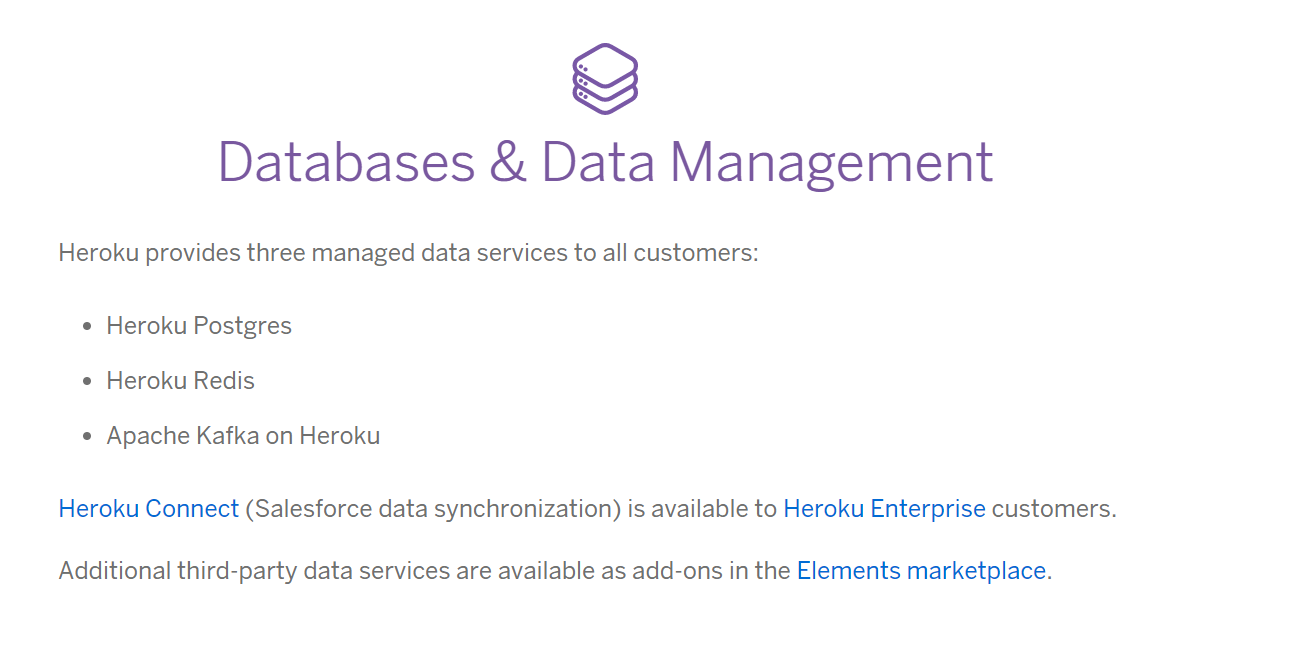 Databases & Data Management
Heroku provides three managed data services to all customers:
Heroku Postgres
Heroku Redis
Apache Kafka on Heroku
Heroku Connect (Salesforce data synchronization) is available to Heroku Enterprise customers.
Additional third-party data services are available as add-ons in the Elements marketplace.